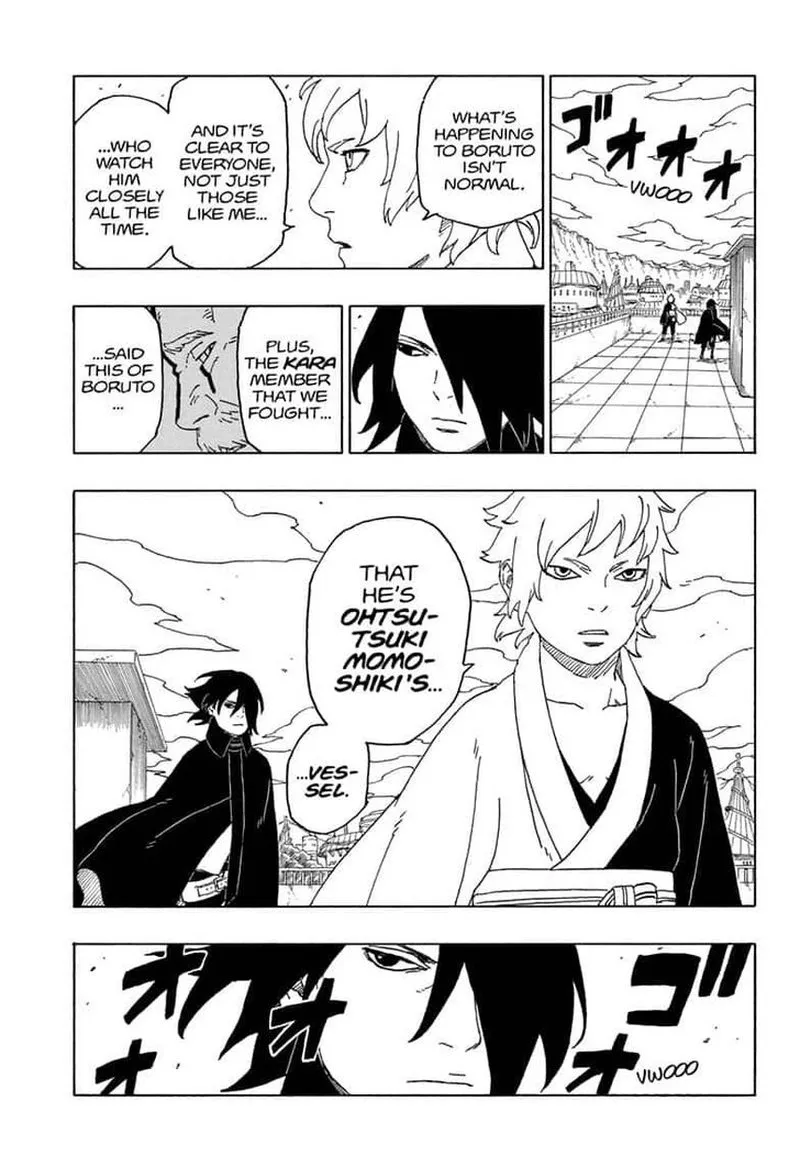 ゴオオオ
VWOOO
WHAT'S
HAPPENING
TO BORUTO
ISN'T
NORMAL.
AND IT'S
CLEAR TO
EVERYONE,
NOT JUST
THOSE
LIKE ME...
...WHO
WATCH
HIM
CLOSELY
ALL THE
TIME.
PLUS,
THE KARA
MEMBER
THAT WE
FOUGHT...
...SAID
THIS OF
BORUTO
...
THAT
HE'S
OHTSU-
TSUKI
MOMO-
SHIKI'S...
...VES-
SEL.
ゴオオオオオ
VWOOO